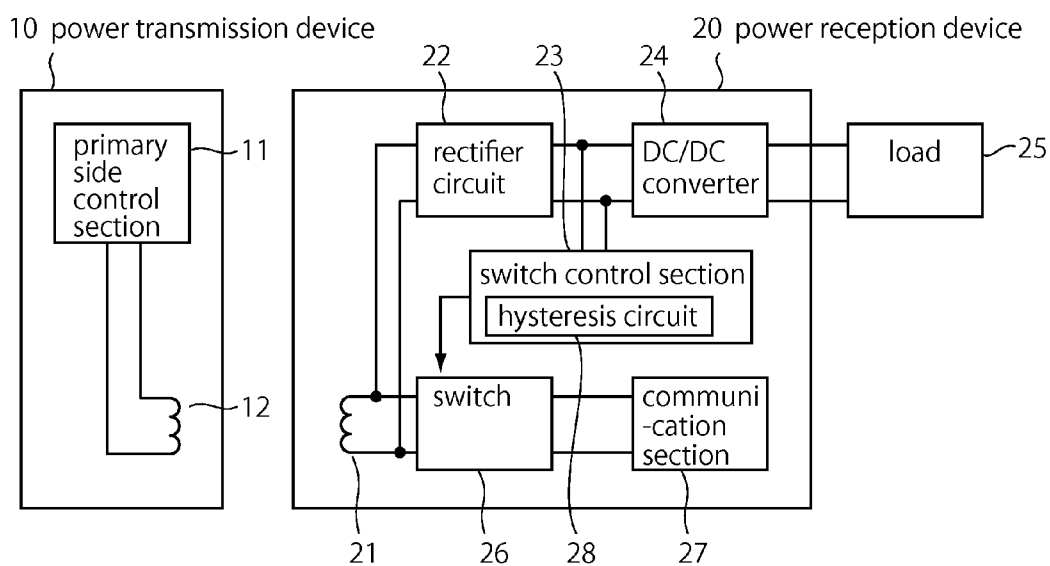 10 power transmission device
20 power reception device
22
23
24
primary
side
control
section
11
rectifier
circuit
DC/DC
converter
load
25
switch control section
hysteresis circuit
12
switch
communi
-cation
section
21
26
28
27